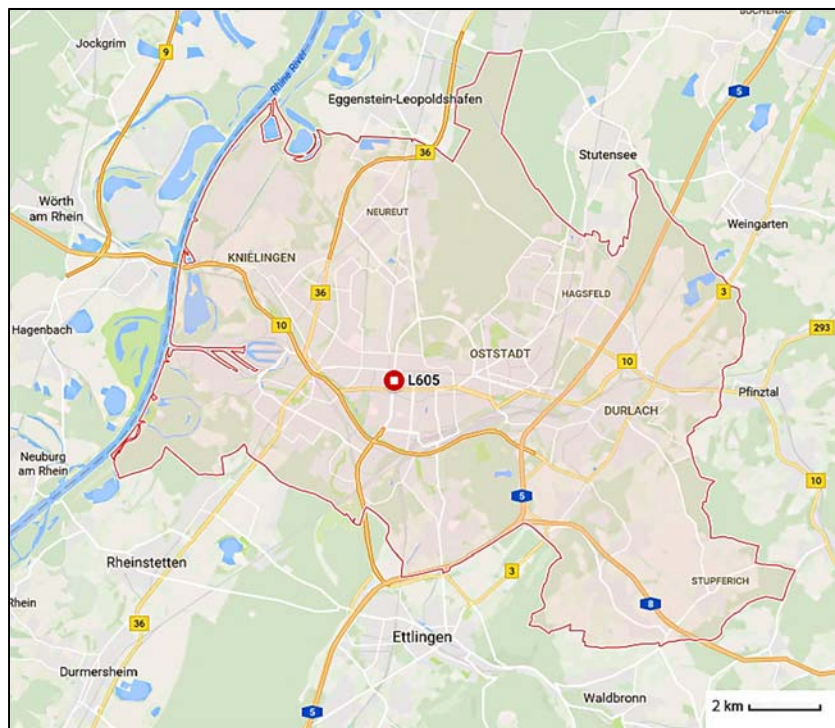 Jockgrim
9
Rhine River
Eggenstein-Leopoldshafen
5
36
Stutensee
Wörth
am Rhein
NEUREUT
Weingarten
KNIELINGEN
36
HAGSFELD
3
Hagenbach
10
293
OSTSTADT
10
L605
Pfinztal
DURLACH
Neuburg
am Rhein
10
5
Rheinstetten
3
STUPFERICH
Rhein
8
36
Ettlingen
Durmersheim
Waldbronn
5
2 km